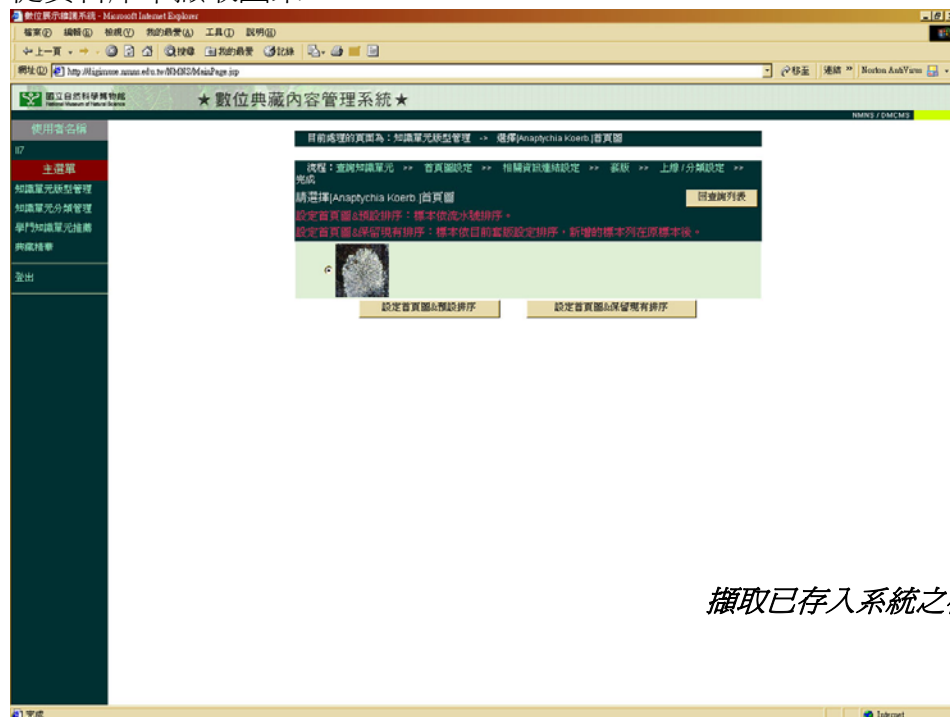 數位展示維護系統 - Microsoft Internet Explorer
檔案(F) 編輯(E) 檢視(V) 我的最愛(A) 工具(T) 說明(H)
上一頁 搜尋 我的最愛 記錄
網址(D) 移至 連結 » Norton AntiVirus
國立自然科學博物館
National Museum of Natural Science
★數位典藏內容管理系統★
NMNS / DMCMS
使用者名稱
117
主選單
知識單元版型管理
知識單元分類管理
學門知識單元推薦
典藏精華
登出
目前處理的頁面為：知識單元版型管理 -> 選擇[Anaptychia Koerb.]首頁圖
流程：查詢知識單元 >> 首頁圖設定 >> 相關資訊連結設定 >> 套版 >> 上線/分類設定 >>
完成
請選擇[Anaptychia Koerb.]首頁圖
回查詢列表
設定首頁圖&預設排序：標本依流水號排序。
設定首頁圖&保留現有排序：標本依目前套版設定排序，新增的標本列在原標本後。
設定首頁圖&預設排序 設定首頁圖&保留現有排序
擷取已存入系統之
完成 Internet